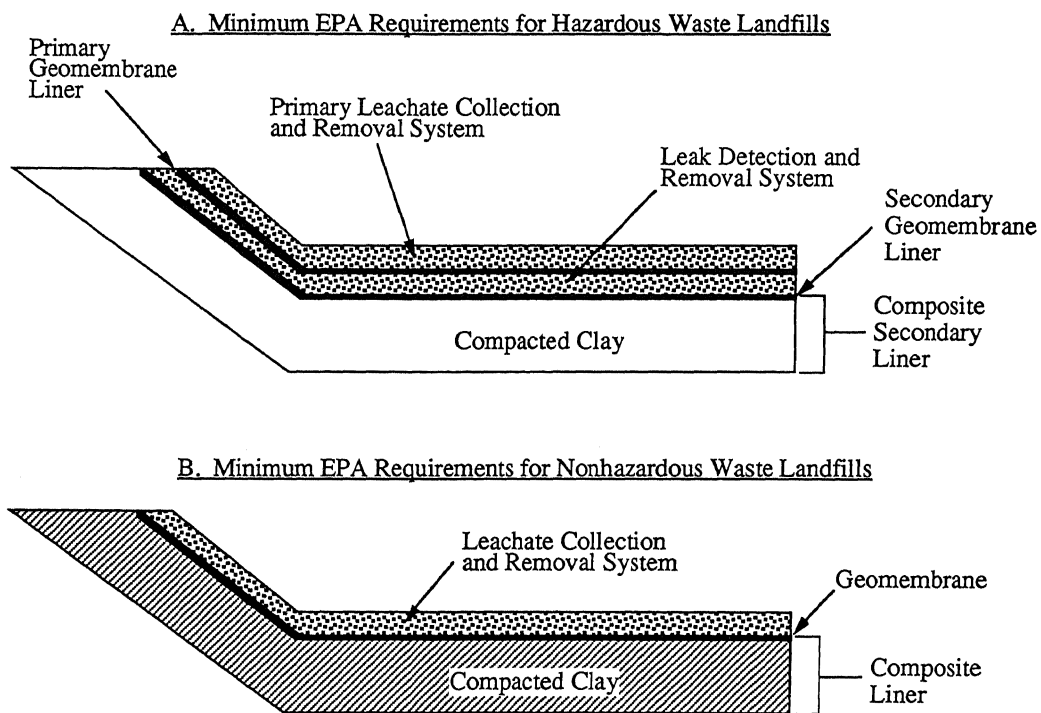 A. Minimum EPA Requirements for Hazardous Waste Landfills
Primary
Geomembrane
Liner
Primary Leachate Collection
and Removal System
Leak Detection and
Removal System
Secondary
Geomembrane
Liner
Composite
Secondary
Liner
Compacted Clay
B. Minimum EPA Requirements for Nonhazardous Waste Landfills
Leachate Collection
and Removal System
Geomembrane
Compacted Clay
Composite
Liner